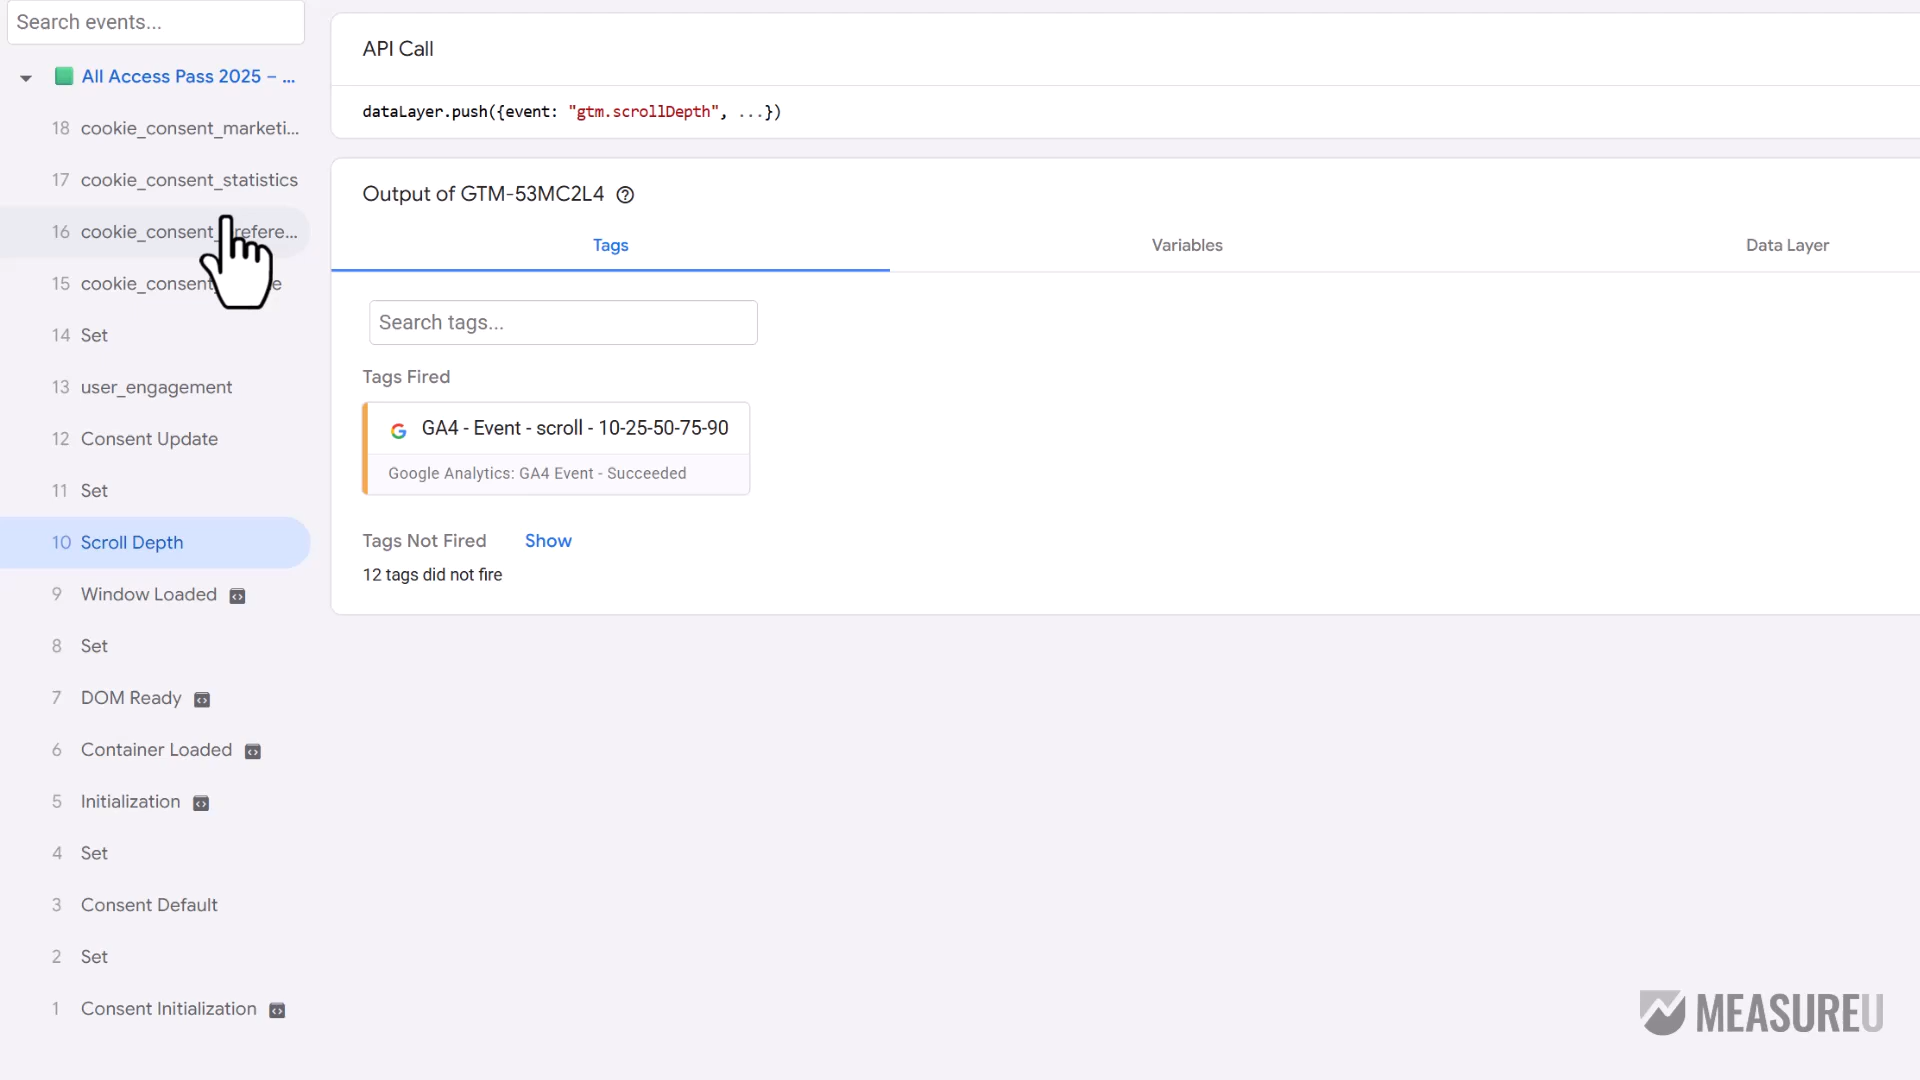 Search events...
All Access Pass 2025 – ...
18 cookie_consent_marketi...
17 cookie_consent_statistics
16 cookie_consent_refere...
15 cookie_consent e
14 Set
13 user_engagement
12 Consent Update
11 Set
10 Scroll Depth
9 Window Loaded
8 Set
7 DOM Ready
6 Container Loaded
5 Initialization
4 Set
3 Consent Default
2 Set
1 Consent Initialization
API Call
dataLayer.push({event: "gtm.scrollDepth", ...})
Output of GTM-53MC2L4
Tags Variables Data Layer
Search tags...
Tags Fired
GA4 - Event - scroll - 10-25-50-75-90
Google Analytics: GA4 Event - Succeeded
Tags Not Fired Show
12 tags did not fire
MEASUREU